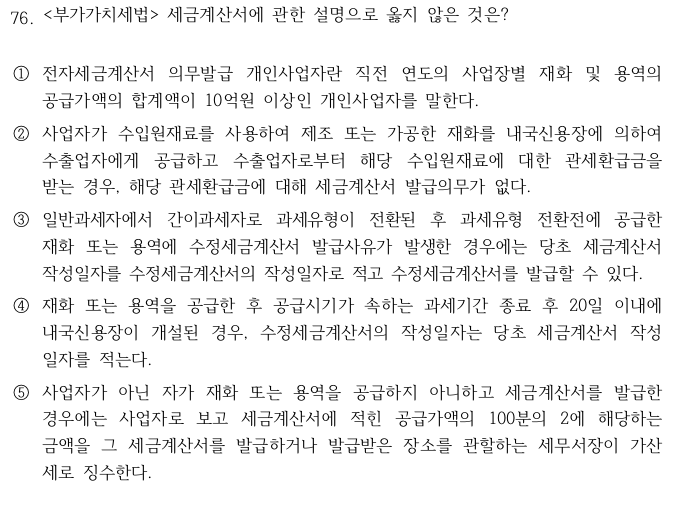 76. <부가가치세법> 세금계산서에 관한 설명으로 옳지 않은 것은?
① 전자세금계산서 의무발급 개인사업자란 직전 연도의 사업장별 재화 및 용역의
공급가액의 합계액이 10억원 이상인 개인사업자를 말한다.
② 사업자가 수입원재료를 사용하여 제조 또는 가공한 재화를 내국신용장에 의하여
수출업자에게 공급하고 수출업자로부터 해당 수입원재료에 대한 관세환급금을
받는 경우, 해당 관세환급금에 대해 세금계산서 발급의무가 없다.
③ 일반과세자에서 간이과세자로 과세유형이 전환된 후 과세유형 전환전에 공급한
재화 또는 용역에 수정세금계산서 발급사유가 발생한 경우에는 당초 세금계산서
작성일자를 수정세금계산서의 작성일자로 적고 수정세금계산서를 발급할 수 있다.
④ 재화 또는 용역을 공급한 후 공급시기가 속하는 과세기간 종료 후 20일 이내에
내국신용장이 개설된 경우, 수정세금계산서의 작성일자는 당초 세금계산서 작성
일자를 적는다.
⑤ 사업자가 아닌 자가 재화 또는 용역을 공급하지 아니하고 세금계산서를 발급한
경우에는 사업자로 보고 세금계산서에 적힌 공급가액의 100분의 2에 해당하는
금액을 그 세금계산서를 발급하거나 발급받은 장소를 관할하는 세무서장이 가산
세로 징수한다.